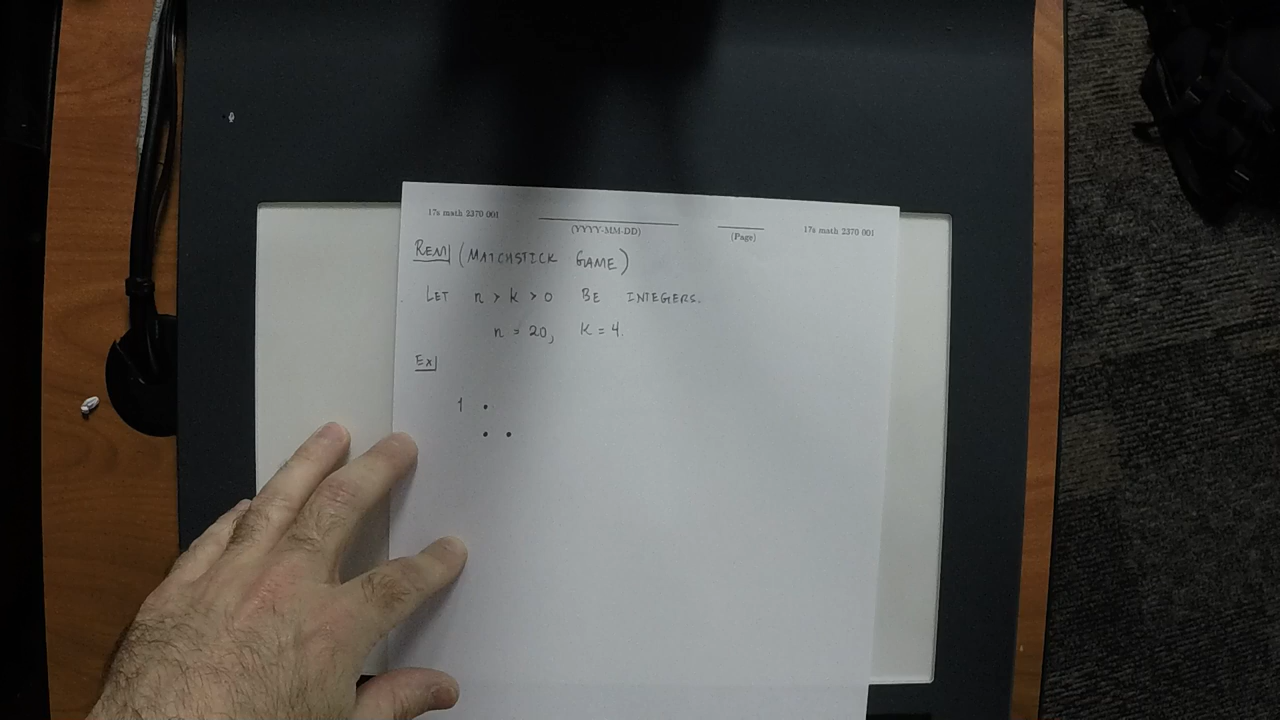 17s math 2370 001 (YYYY-MM-DD) (Page) 17s math 2370 001
REM (MATCHSTICK GAME)
LET n > k > 0 BE INTEGERS.
n = 20, k = 4.
Ex
1 •
• •